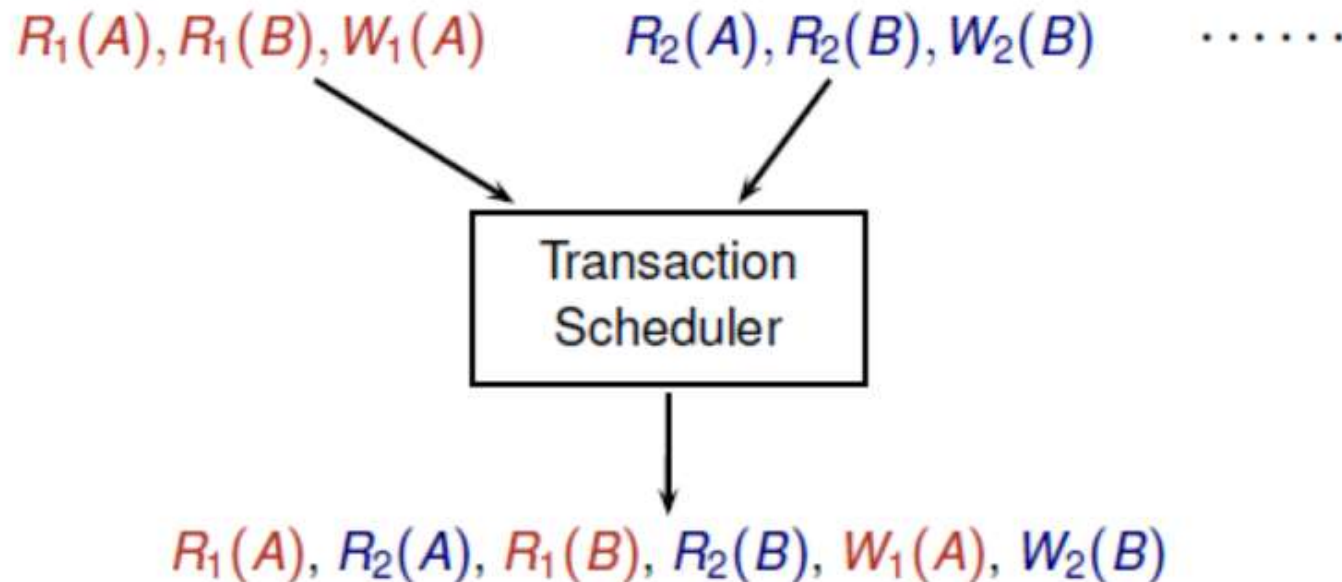 R₁(A), R₁(B), W₁(A) R₂(A), R₂(B), W₂(B) ······
Transaction
Scheduler
R₁(A), R₂(A), R₁(B), R₂(B), W₁(A), W₂(B)